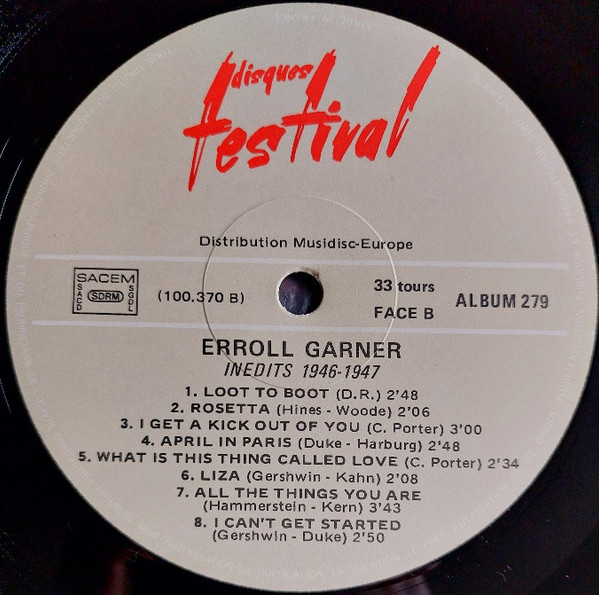 disques
festival
Distribution Musidisc-Europe
SACEM
SACD
SDRM
SGDL
(100.370 B)
33 tours
FACE B
ALBUM 279
ERROLL GARNER
INEDITS 1946-1947
1. LOOT TO BOOT (D.R.) 2'48
2. ROSETTA (Hines - Woode) 2'06
3. I GET A KICK OUT OF YOU (C. Porter) 3'00
4. APRIL IN PARIS (Duke - Harburg) 2'48
5. WHAT IS THIS THING CALLED LOVE (C. Porter) 2'34
6. LIZA (Gershwin - Kahn) 2'08
7. ALL THE THINGS YOU ARE
(Hammerstein - Kern) 3'43
8. I CAN'T GET STARTED
(Gershwin - Duke) 2'50